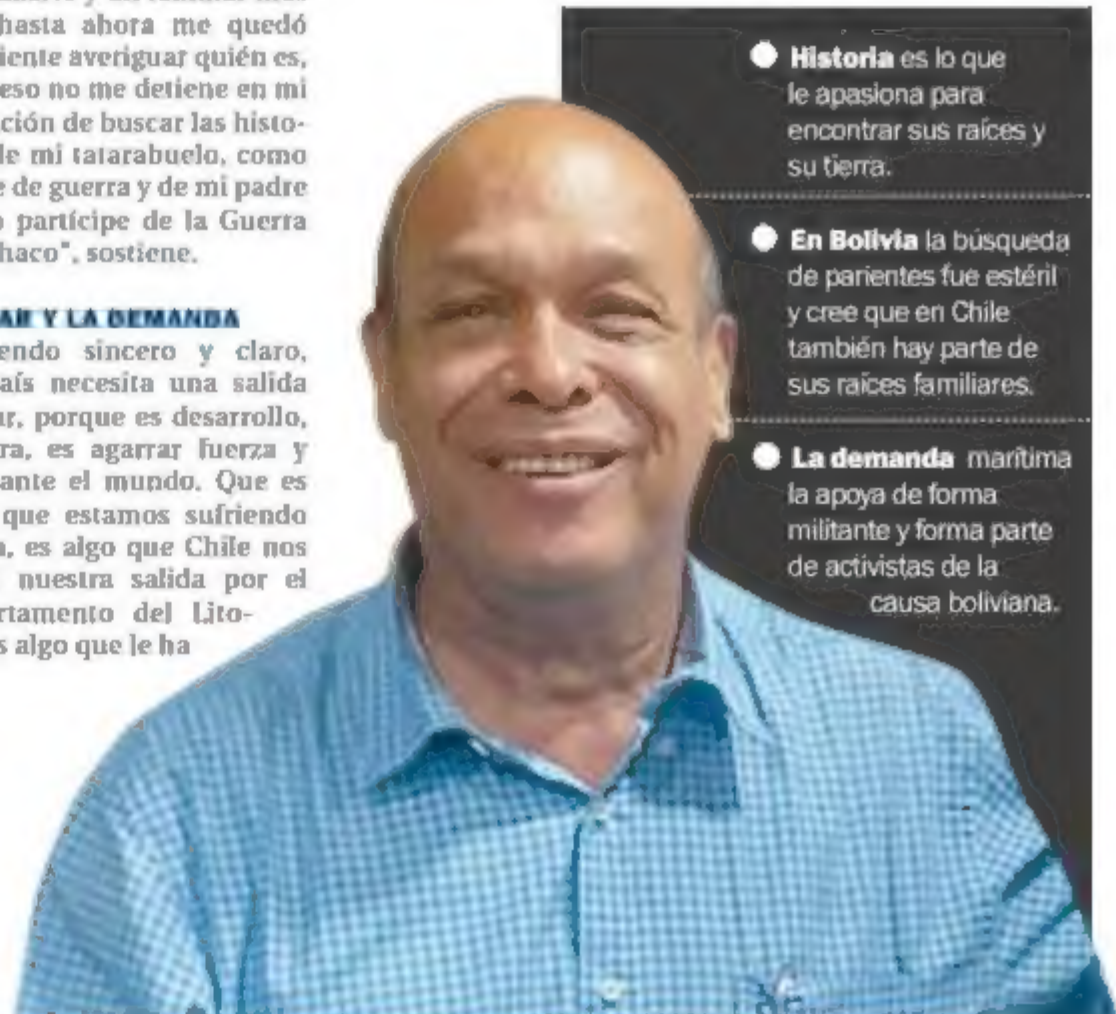 hasta ahora me quedó
iente averiguar quién es,
eso no me detiene en mi
ción de buscar las histo-
le mi tatarabuelo, como
e de guerra y de mi padre
o partícipe de la Guerra
haco", sostiene.
AR Y LA DEMANDA
endo sincero y claro,
aís necesita una salida
ar, porque es desarrollo,
ra, es agarrar fuerza y
ante el mundo. Que es
que estamos sufriendo
a, es algo que Chile nos
nuestra salida por el
rtamento del Lito-
s algo que le ha
Historia es lo que
le apasiona para
encontrar sus raíces y
su tierra.
En Bolivia la búsqueda
de parientes fue estéril
y cree que en Chile
también hay parte de
sus raíces familiares.
La demanda marítima
la apoya de forma
militante y forma parte
de activistas de la
causa boliviana.